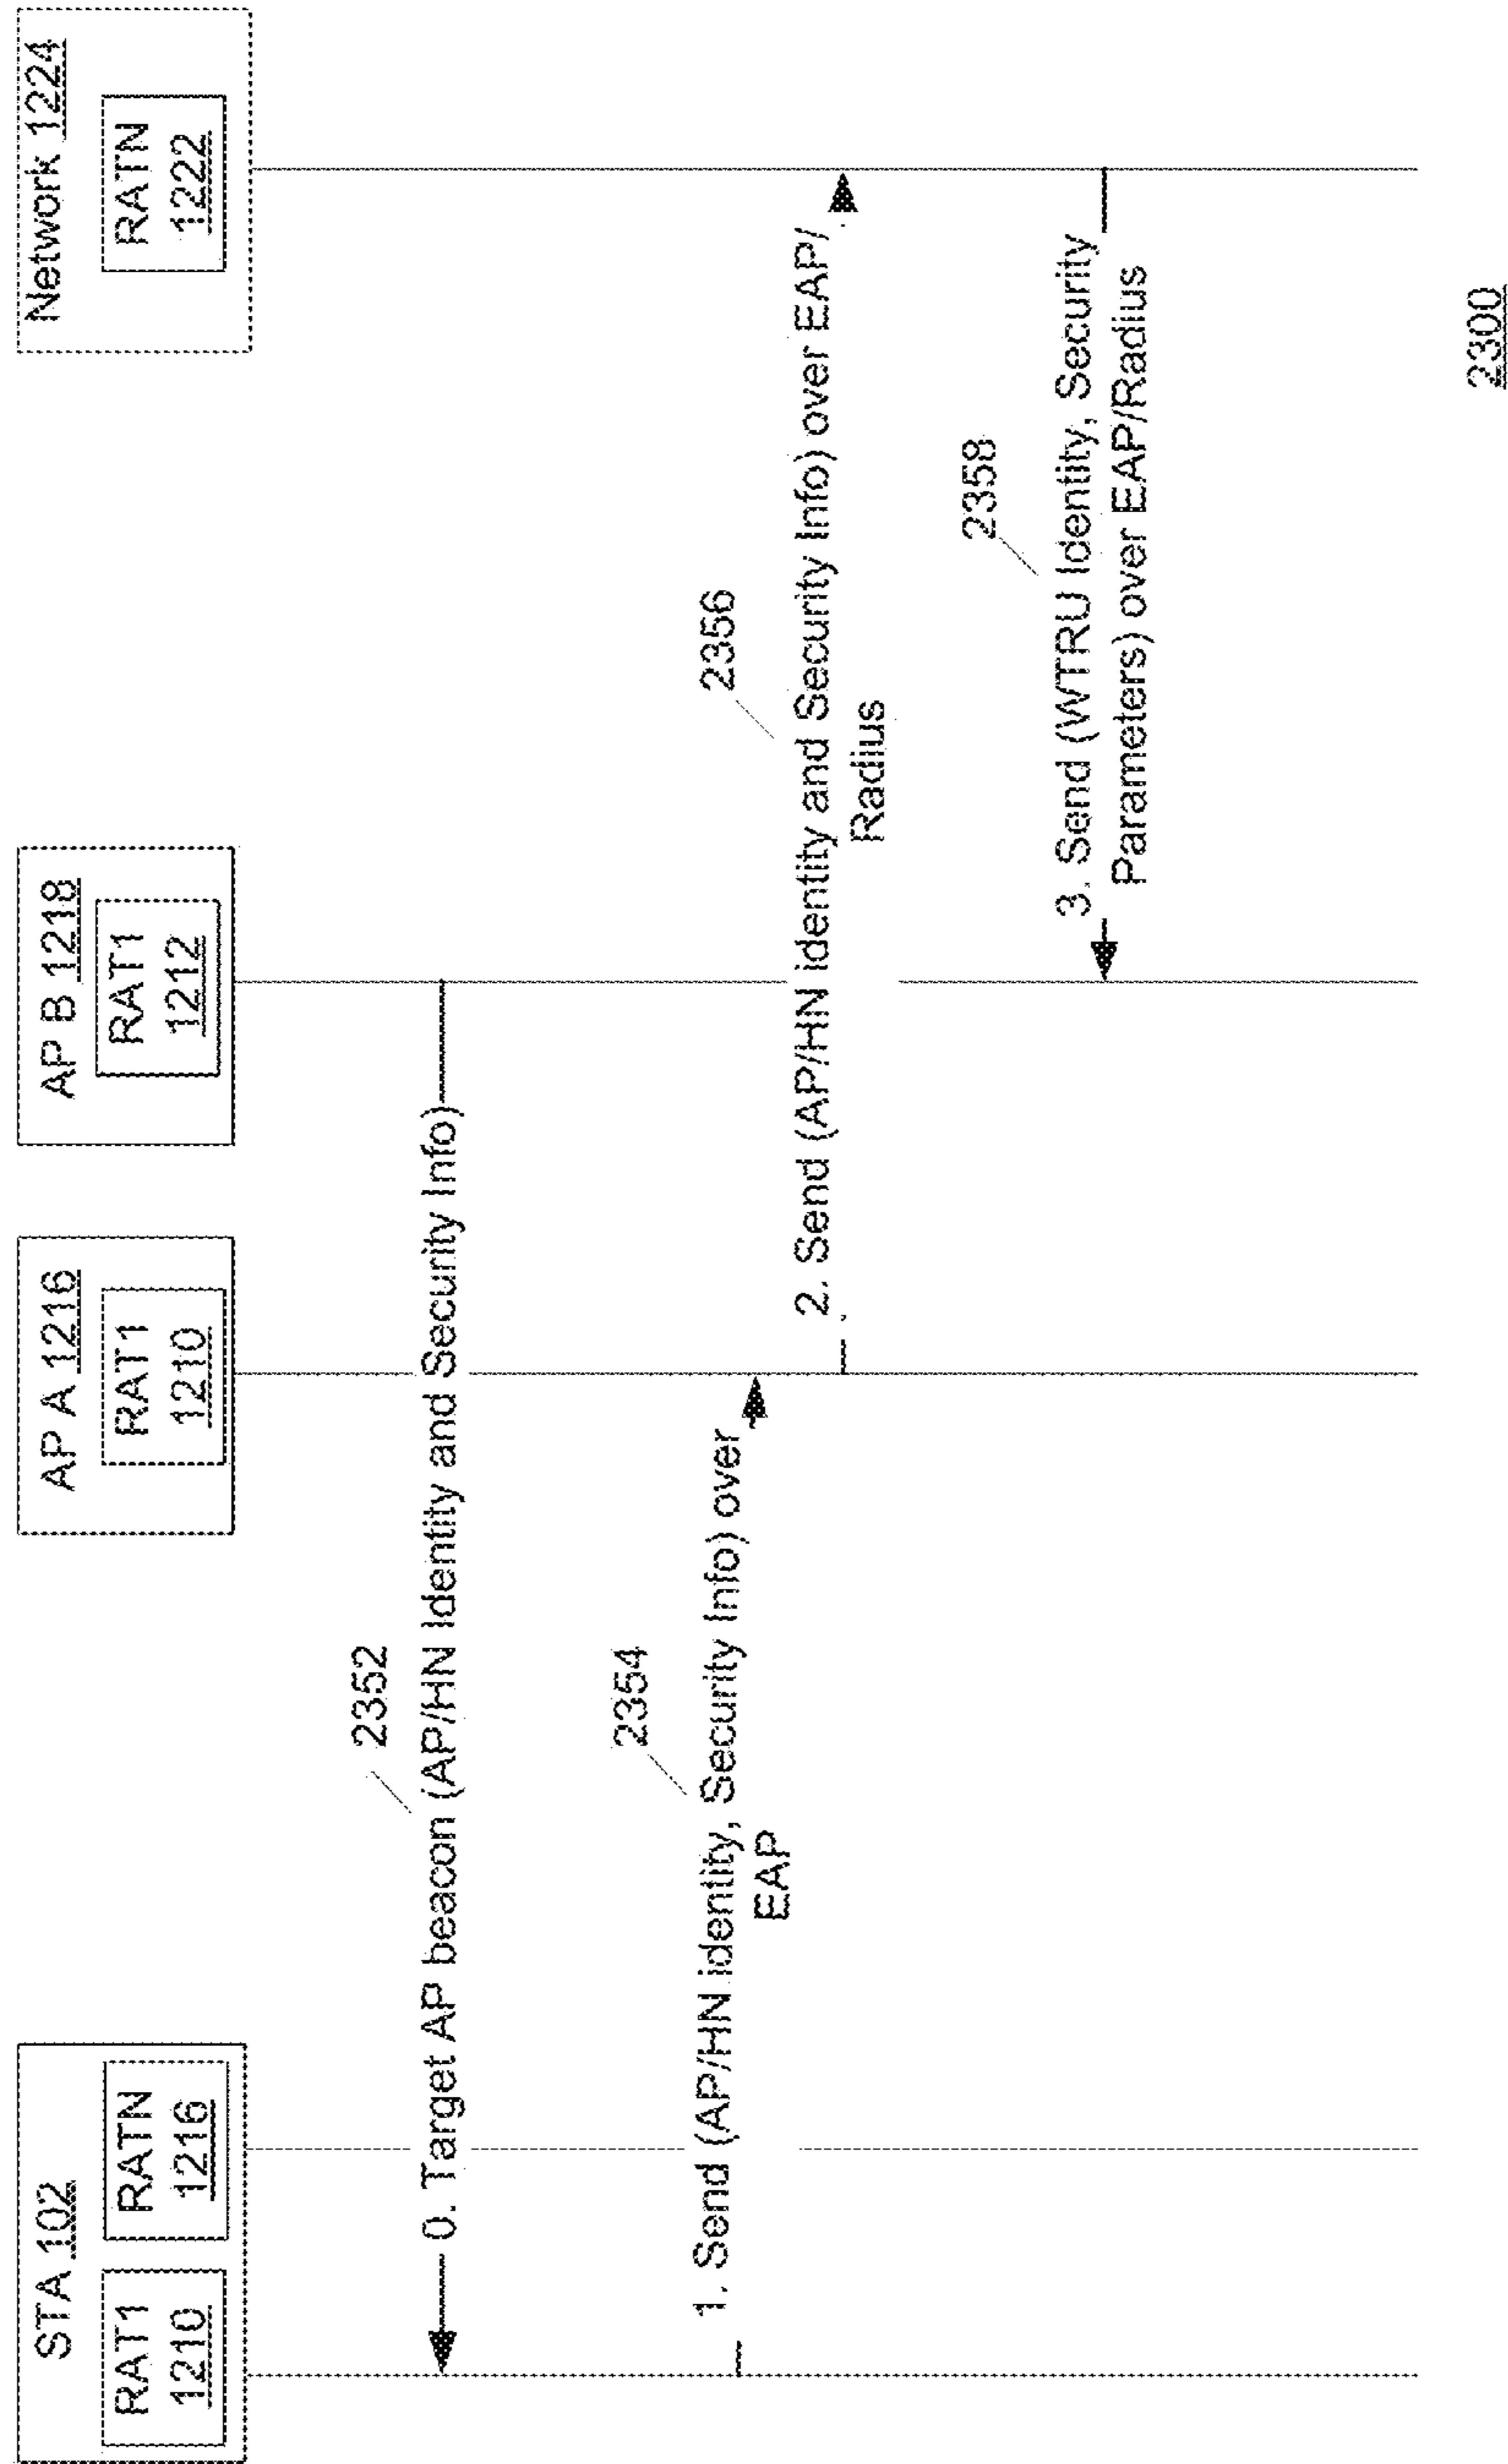 STA 102
RAT1
1210
RATN
1216
AP A 1216
RAT1
1210
AP B 1218
RAT1
1212
Network 1224
RATN
1222
2352
0. Target AP beacon (AP/HN Identity and Security Info)
2354
1. Send (AP/HN identity, Security Info) over
EAP
2356
2. Send (AP/HN identity and Security Info) over EAP/
Radius
2358
3. Send (WTRU Identity, Security
Parameters) over EAP/Radius
2300